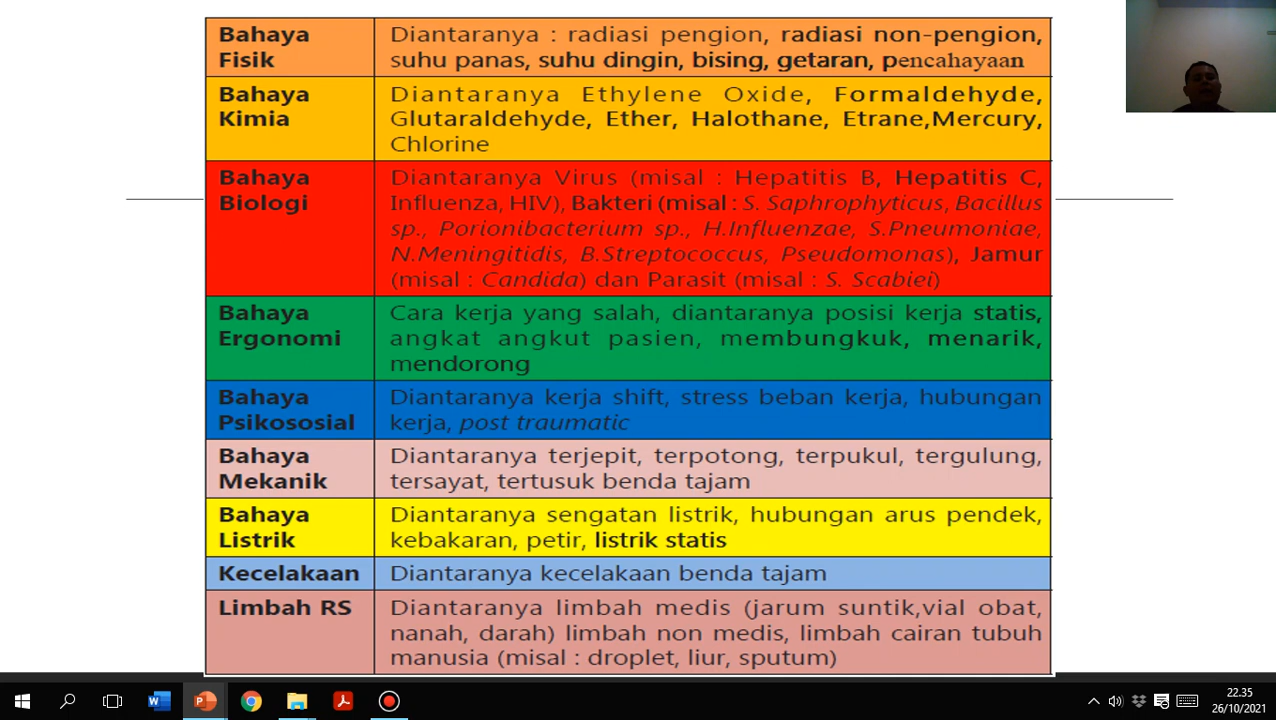 Bahaya Fisik
Diantaranya : radiasi pengion, radiasi non-pengion,
suhu panas, suhu dingin, bising, getaran, pencahayaan
Bahaya Kimia
Diantaranya Ethylene Oxide, Formaldehyde,
Glutaraldehyde, Ether, Halothane, Etrane,Mercury,
Chlorine
Bahaya Biologi
Diantaranya Virus (misal : Hepatitis B, Hepatitis C,
Influenza, HIV), Bakteri (misal : S. Saphrophyticus, Bacillus
sp., Porionibacterium sp., H.Influenzae, S.Pneumoniae,
N.Meningitidis, B.Streptococcus, Pseudomonas), Jamur
(misal : Candida) dan Parasit (misal : S. Scabiei)
Bahaya Ergonomi
Cara kerja yang salah, diantaranya posisi kerja statis,
angkat angkut pasien, membungkuk, menarik,
mendorong
Bahaya Psikososial
Diantaranya kerja shift, stress beban kerja, hubungan
kerja, post traumatic
Bahaya Mekanik
Diantaranya terjepit, terpotong, terpukul, tergulung,
tersayat, tertusuk benda tajam
Bahaya Listrik
Diantaranya sengatan listrik, hubungan arus pendek,
kebakaran, petir, listrik statis
Kecelakaan
Diantaranya kecelakaan benda tajam
Limbah RS
Diantaranya limbah medis (jarum suntik,vial obat,
nanah, darah) limbah non medis, limbah cairan tubuh
manusia (misal : droplet, liur, sputum)
22.35
26/10/2021